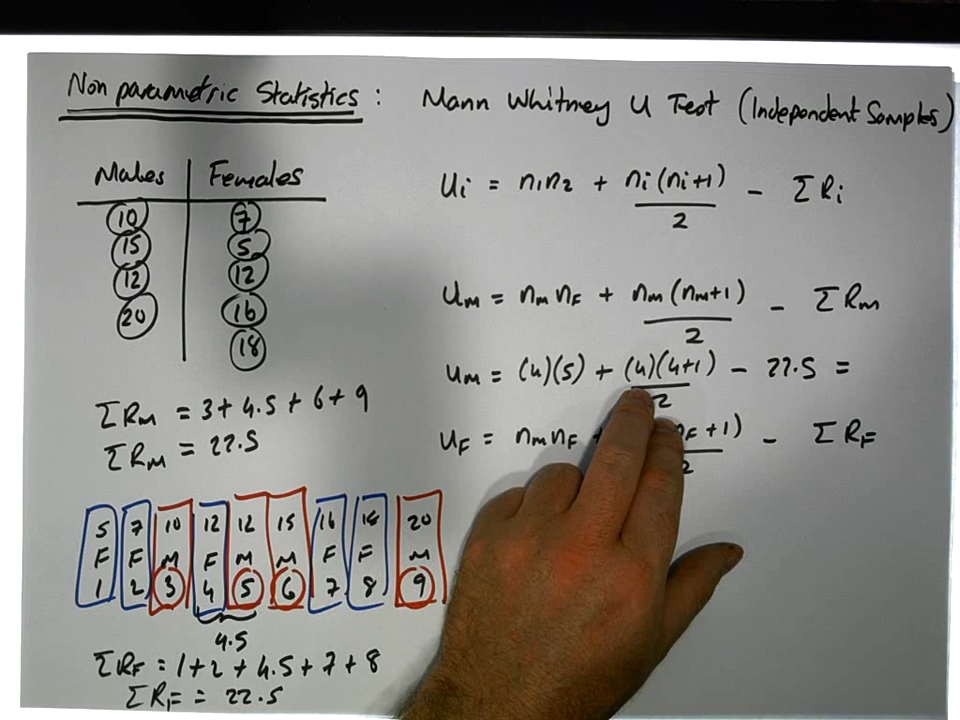 Non parametric Statistics : Mann Whitney U Test (Independent Samples)
Males Females
10 7
15 5
12 12
20 16
18
ΣRM = 3+4.5+6+9
ΣRM = 22.5
5 7 10 12 12 15 16 18 20
F F M F M M F F M
1 2 3 4 5 6 7 8 9
4.5
ΣRF = 1+2+4.5+7+8
ΣRF = 22.5
Ui = n1n2 + ni(ni+1)/2 - ΣRi
UM = nMnF + nM(nM+1)/2 - ΣRM
UM = (4)(5) + (4)(4+1)/2 - 22.5 =
UF = nMnF + F+1)/2 - ΣRF